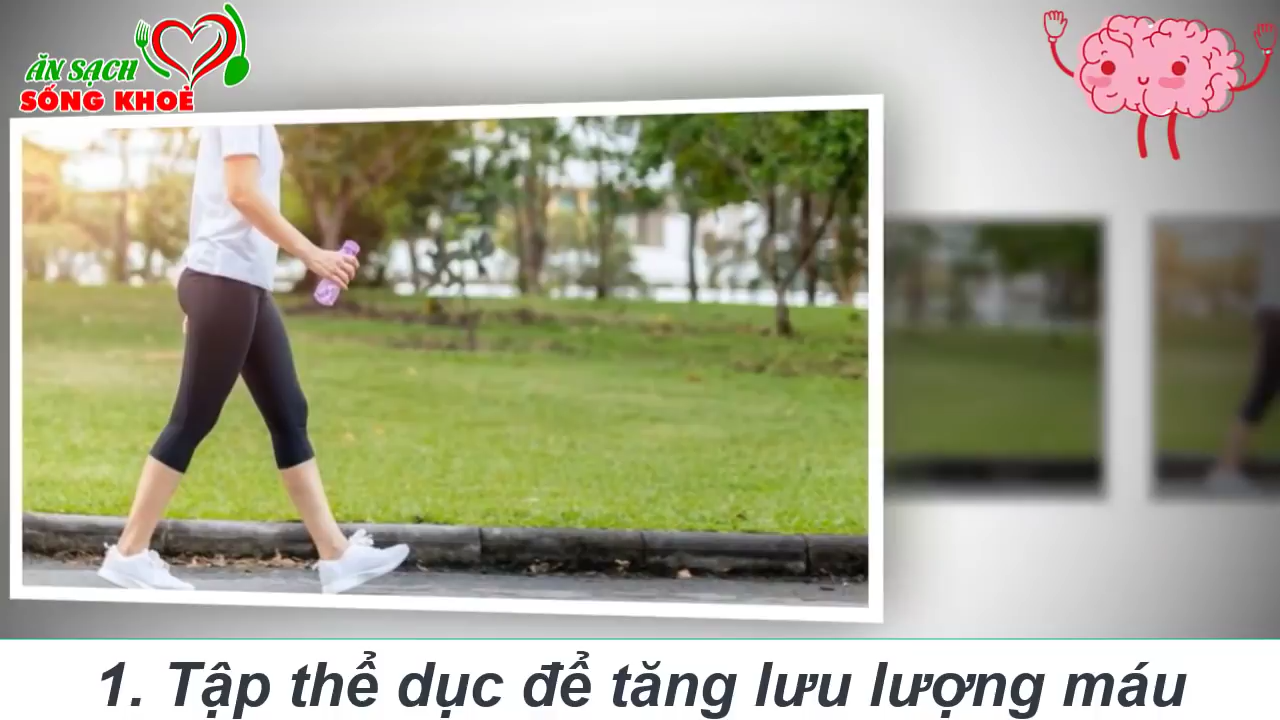 ĂN SẠCH
SỐNG KHOẺ
1. Tập thể dục để tăng lưu lượng máu